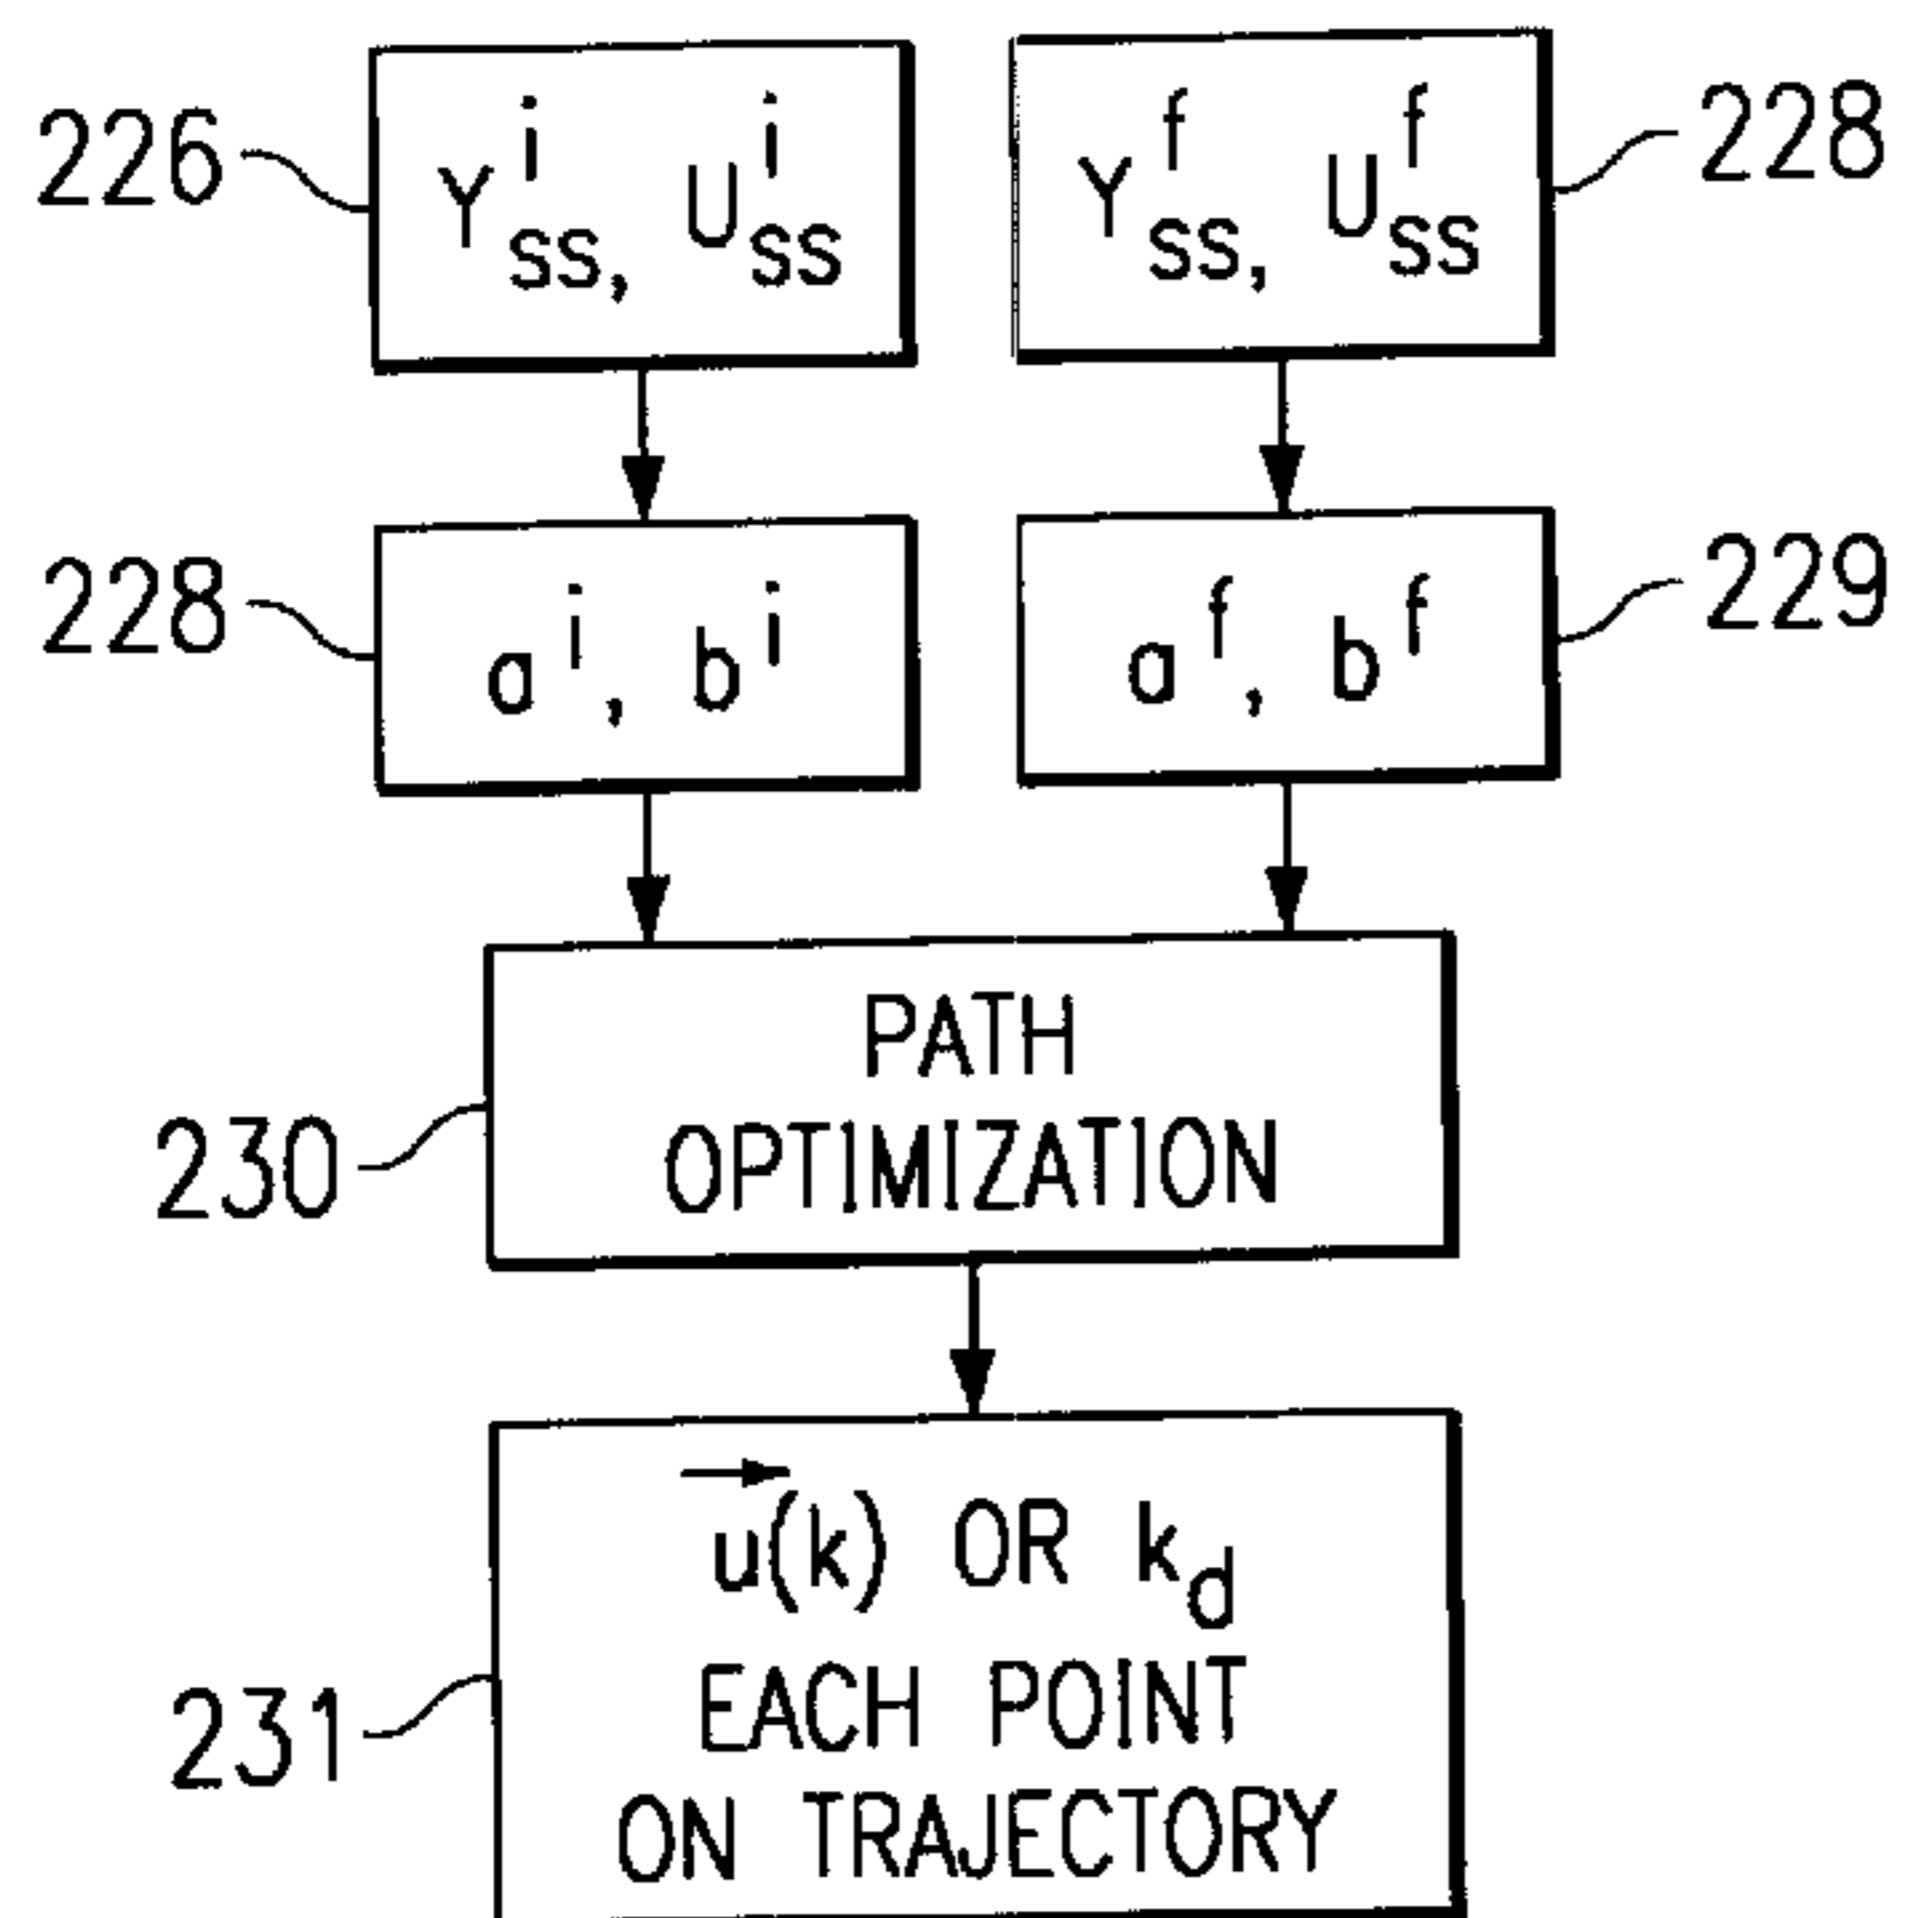 226 Y^i_ss, U^i_ss Y^f_ss, U^f_ss 228
228 a^i, b^i a^f, b^f 229
PATH
OPTIMIZATION
230
u(k) OR k_d
EACH POINT
231
ON TRAJECTORY